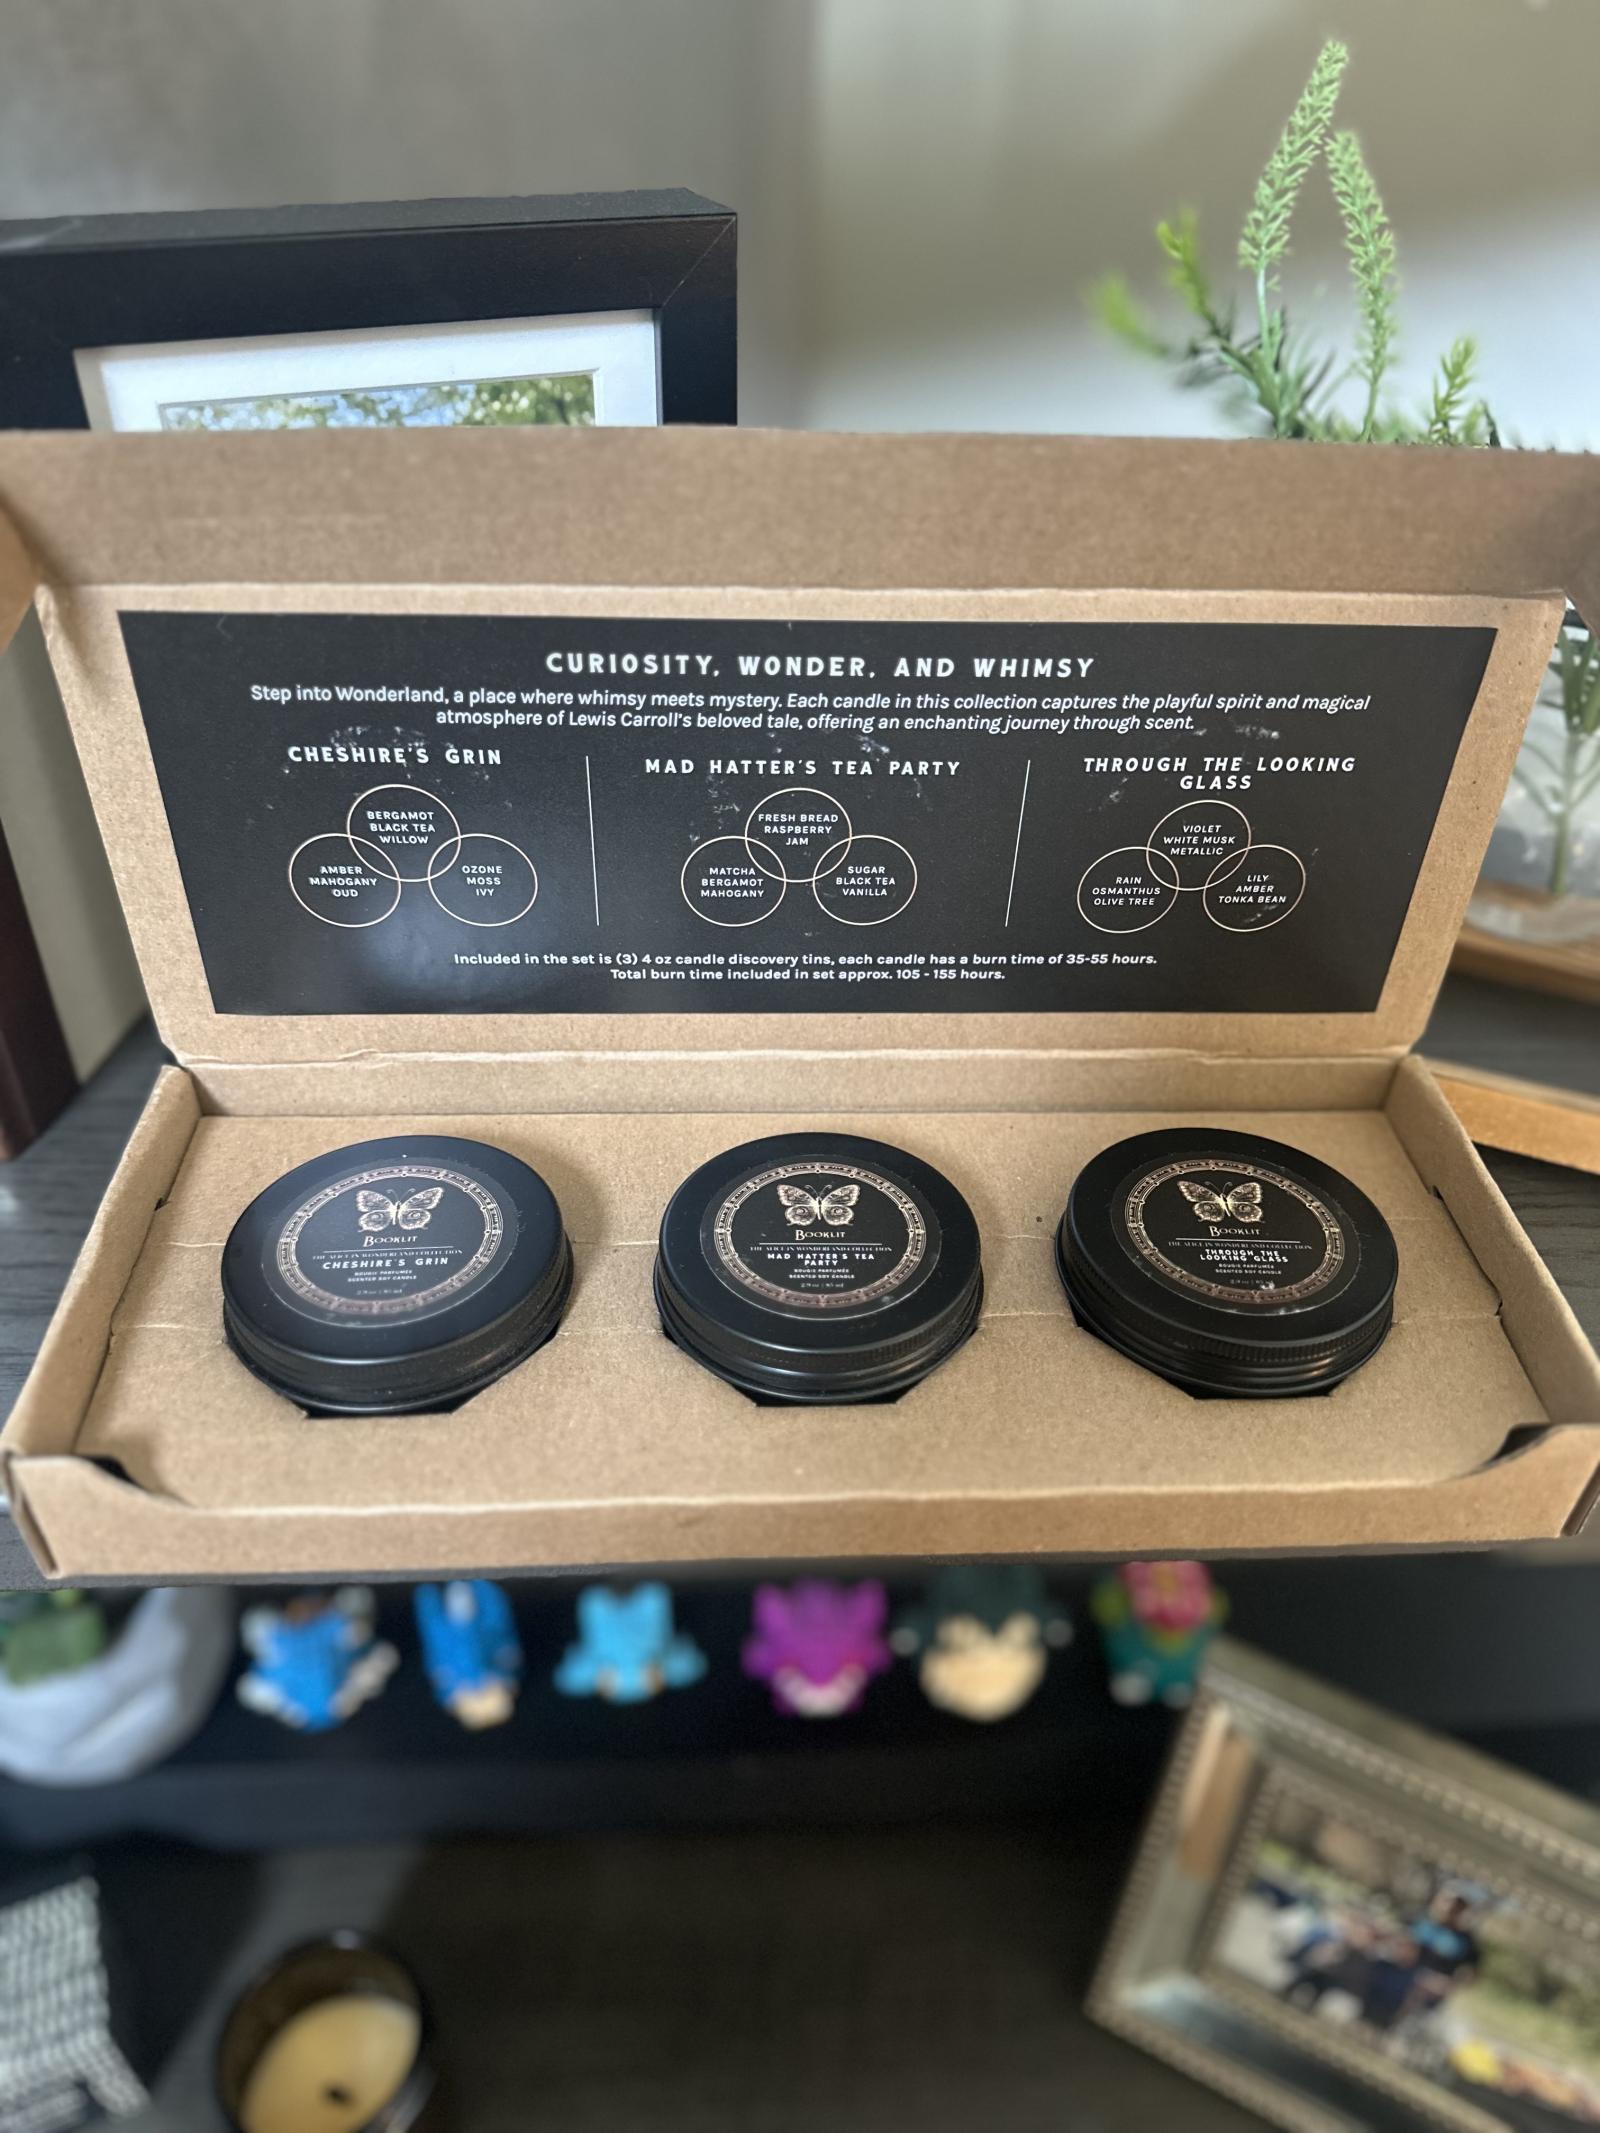 CURIOSITY, WONDER, AND WHIMSY
Step into Wonderland, a place where whimsy meets mystery. Each candle in this collection captures the playful spirit and magical
atmosphere of Lewis Carroll's beloved tale, offering an enchanting journey through scent.
CHESHIRE'S GRIN
BERGAMOT
BLACK TEA
WILLOW
AMBER
MAHOGANY
OUD
OZONE
MOSS
IVY
MAD HATTER'S TEA PARTY
FRESH BREAD
RASPBERRY
JAM
MATCHA
BERGAMOT
MAHOGANY
SUGAR
BLACK TEA
VANILLA
THROUGH THE LOOKING
GLASS
VIOLET
WHITE MUSK
METALLIC
RAIN
OSMANTHUS
OLIVE TREE
LILY
AMBER
TONKA BEAN
Included in the set is (3) 4 oz candle discovery tins, each candle has a burn time of 35-55 hours.
Total burn time included in set approx. 105 - 155 hours.
BOOKLIT
THE ALICE IN WONDERLAND COLLECTION
CHESHIRE'S GRIN
BOUGIE PARFUMÉE
SCENTED SOY CANDLE
BOOKLIT
THE ALICE IN WONDERLAND COLLECTION
MAD HATTER'S TEA
PARTY
BOUGIE PARFUMÉE
SCENTED SOY CANDLE
BOOKLIT
THE ALICE IN WONDERLAND COLLECTION
THROUGH THE
LOOKING GLASS
BOUGIE PARFUMÉE
SCENTED SOY CANDLE